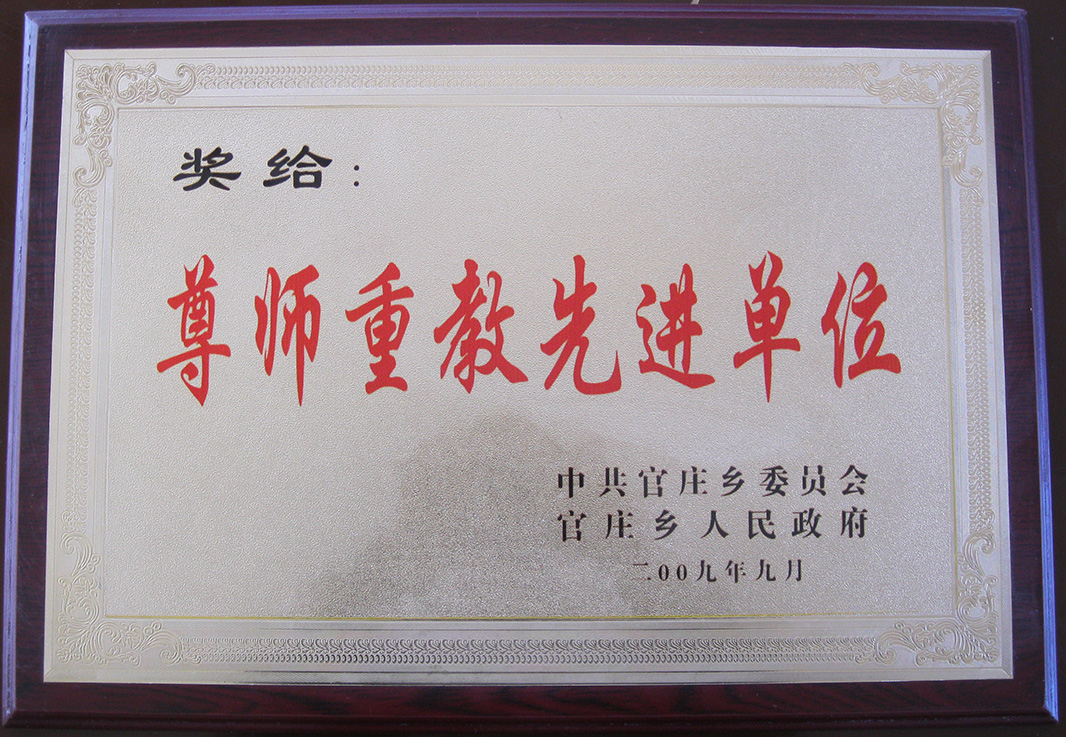 奖给：
尊师重教先进单位
中共官庄乡委员会
官庄乡人民政府
二00九年九月